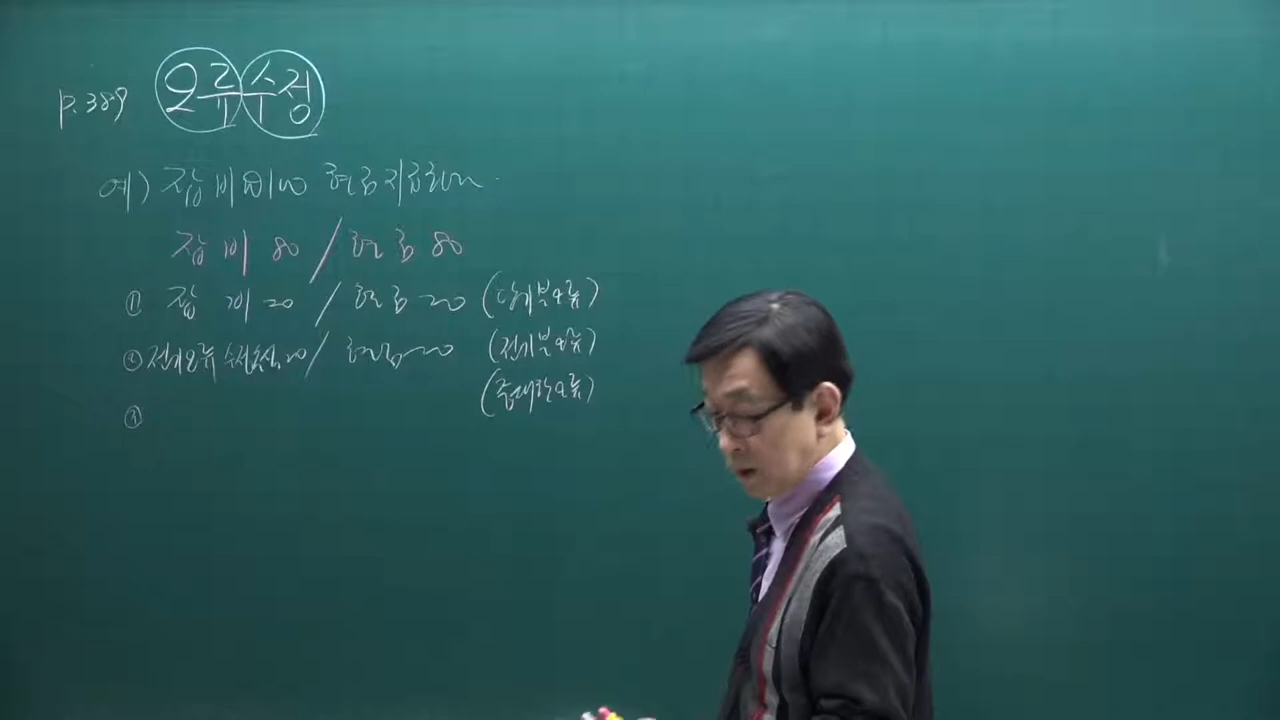 p.389 오류수정
예) 잡비 ₩100 현금지급하다.
잡비 80 / 현금 80
① 잡비 20 / 현금 20 (당기분오류)
② 전기오류수정손실 20 / 현금 20 (전기분오류)
③ (중대한오류)